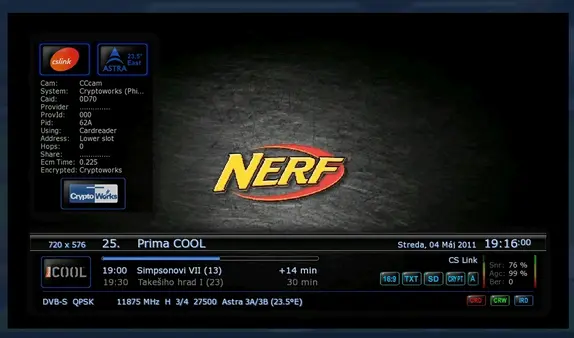 cslink
ASTRA
23,5°
East
Cam: CCcam
System: Cryptoworks (Phi...
Caid: 0D70
Provider ..............
ProvId: 000
Pid: 62A
Using: Cardreader
Address: Lower slot
Hops: 0
Share: ..............
Ecm Time: 0.225
Encrypted: Cryptoworks
CryptoWorks
NERF
720 x 576 25. Prima COOL Streda, 04 Máj 2011 19:16:00
COOL
19:00 Simpsonovi VII (13) +14 min
19:30 Takešiho hrad I (23) 30 min
CS Link
16:9 TXT SD CRYPT A
Snr: 76 %
Agc: 99 %
Ber: 0
DVB-S QPSK 11875 MHz H 3/4 27500 Astra 3A/3B (23.5°E)
CRW IRD